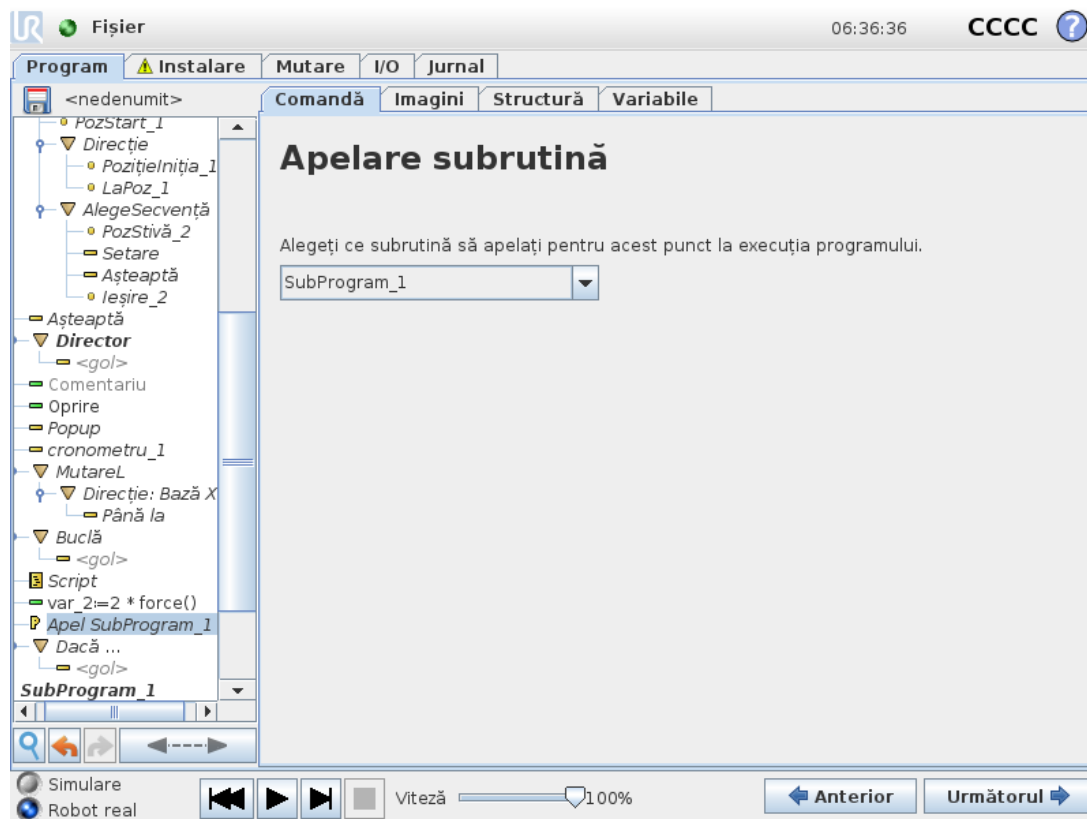 UR Fișier 06:36:36 CCCC ?
Program Instalare Mutare I/O Jurnal
<nedenumit> Comandă Imagini Structură Variabile
PozStart_1
Direcție
PozițieIniția_1
LaPoz_1
AlegeSecvență
PozStivă_2
Setare
Așteaptă
Ieșire_2
Așteaptă
Director
<gol>
Comentariu
Oprire
Popup
cronometru_1
MutareL
Direcție: Bază X
Până la
Buclă
<gol>
Script
var_2:=2 * force()
Apel SubProgram_1
Dacă ...
<gol>
SubProgram_1
Apelare subrutină
Alegeți ce subrutină să apelați pentru acest punct la execuția programului.
SubProgram_1
Simulare
Robot real
Viteză 100%
Anterior Următorul